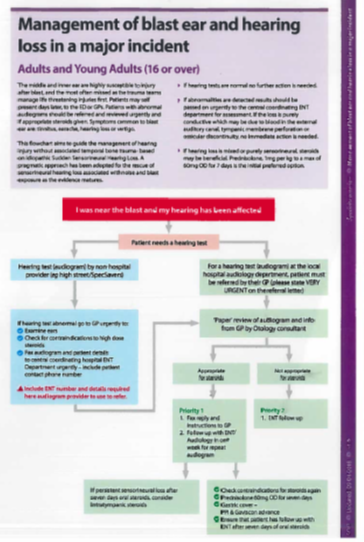 Management of blast ear and hearing
loss in a major incident
Adults and Young Adults (16 or over)
The middle and inner ear are highly susceptible to injury
after blast, and the most often missed as the trauma teams
manage life threatening injuries first. Patients may self
present days later, to the ED or GPs. Patients with abnormal
audiograms should be referred and reviewed urgently and
if appropriate steroids given. Symptoms common to blast
ear are tinnitus, earache, hearing loss or vertigo.
This flowchart aims to guide the management of hearing
injury without associated temporal bone trauma- based
on idiopathic Sudden Sensorineural Hearing Loss. A
pragmatic approach has been adopted for the rescue of
sensorineural hearing loss associated with noise and blast
exposure as the evidence matures.
If hearing tests are normal no further action is needed.
If abnormalities are detected results should be
passed on urgently to the central coordinating ENT
department for assessment. If the loss is purely
conductive which may be due to blood in the external
auditory canal, tympanic membrane perforation or
ossicular discontinuity, no immediate action is needed.
If hearing loss is mixed or purely sensorineural, steroids
may be beneficial. Prednisolone, 1mg per kg to a max of
60mg OD for 7 days is the initial preferred option.
I was near the blast and my hearing has been affected
Patient needs a hearing test
Hearing test (audiogram) by non-hospital
provider (eg high street/SpecSavers)
For a hearing test (audiogram) at the local
hospital audiology department, patient must
be referred by their GP (please state VERY
URGENT on the referral letter)
If hearing test abnormal go to GP urgently to:
Examine ears
Check for contraindications to high dose
steroids
Fax audiogram and patient details
to central coordinating hospital ENT
Department urgently – include patient
contact phone number
Include ENT number and details required
here audiogram provider to use to refer.
'Paper' review of audiogram and info
from GP by Otology consultant
Appropriate
for steroids
Not appropriate
for steroids
Priority 1
1. Fax reply and
instructions to GP
2. Follow up with ENT/
Audiology in one
week for repeat
audiogram
Priority 2
1. ENT follow up
If persistent sensorineural loss after
seven days oral steroids, consider
intratympanic steroids
Check contraindications for steroids again
Prednisolone 60mg OD for seven days
Gastric cover –
PPI & Gaviscon advance
Ensure that patient has follow up with
ENT after seven days of oral steroids